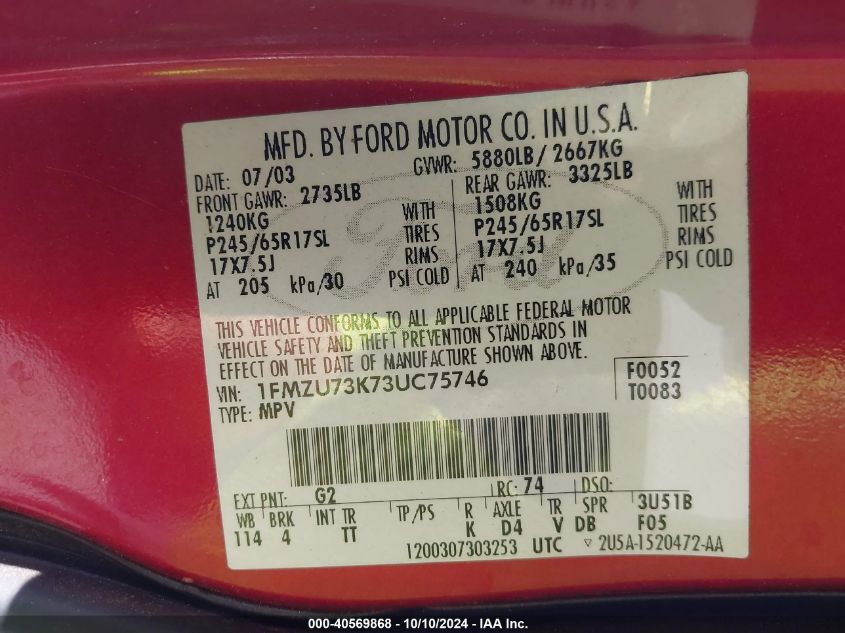 MFD. BY FORD MOTOR CO. IN U.S.A.
DATE: 07/03 GVWR: 5880LB/ 2667KG
FRONT GAWR: 2735LB REAR GAWR: 3325LB
1240KG WITH 1508KG WITH
P245/65R17SL TIRES P245/65R17SL TIRES
17X7.5J RIMS 17X7.5J RIMS
AT 205 kPa/30 PSI COLD AT 240 kPa/35 PSI COLD
Ford
THIS VEHICLE CONFORMS TO ALL APPLICABLE FEDERAL MOTOR
VEHICLE SAFETY AND THEFT PREVENTION STANDARDS IN
EFFECT ON THE DATE OF MANUFACTURE SHOWN ABOVE.
VIN: 1FMZU73K73UC75746 F0052
TYPE: MPV T0083
EXT PNT: G2 RC: 74 DSO:
WB BRK INT TR TP/PS R AXLE TR SPR 3U51B
114 4 TT K D4 V DB F05
1200307303253 UTC ▽ 2U5A-1520472-AA
000-40569868 - 10/10/2024 - IAA Inc.